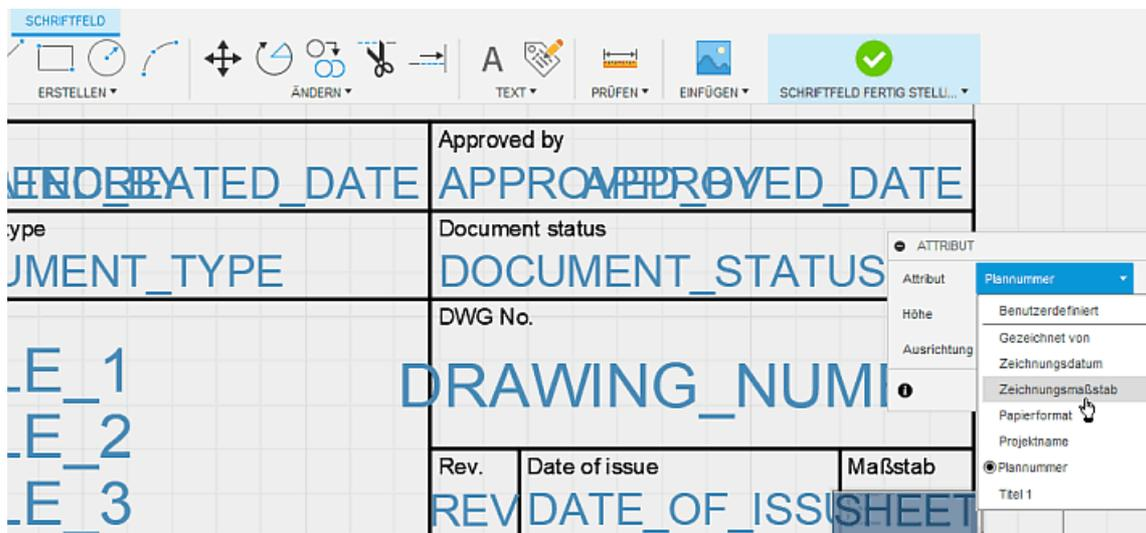 SCHRIFTFELD
ERSTELLEN
ÄNDERN
TEXT
PRÜFEN
EINFÜGEN
SCHRIFTFELD FERTIG STELL...
Approved by
ATED_DATE
APPROVED_BY
APPROVED_DATE
ype
UMENT_TYPE
Document status
DOCUMENT_STATUS
ATTRIBUT
Attribut
Plannummer
Höhe
Ausrichtung
Benutzerdefiniert
Gezeichnet von
Zeichnungsdatum
Zeichnungsmaßstab
Papierformat
Projektname
Plannummer
Titel 1
DWG No.
DRAWING_NUM
LE_1
LE_2
LE_3
Rev.
Date of issue
Maßstab
REV
DATE_OF_ISSU
SHEET